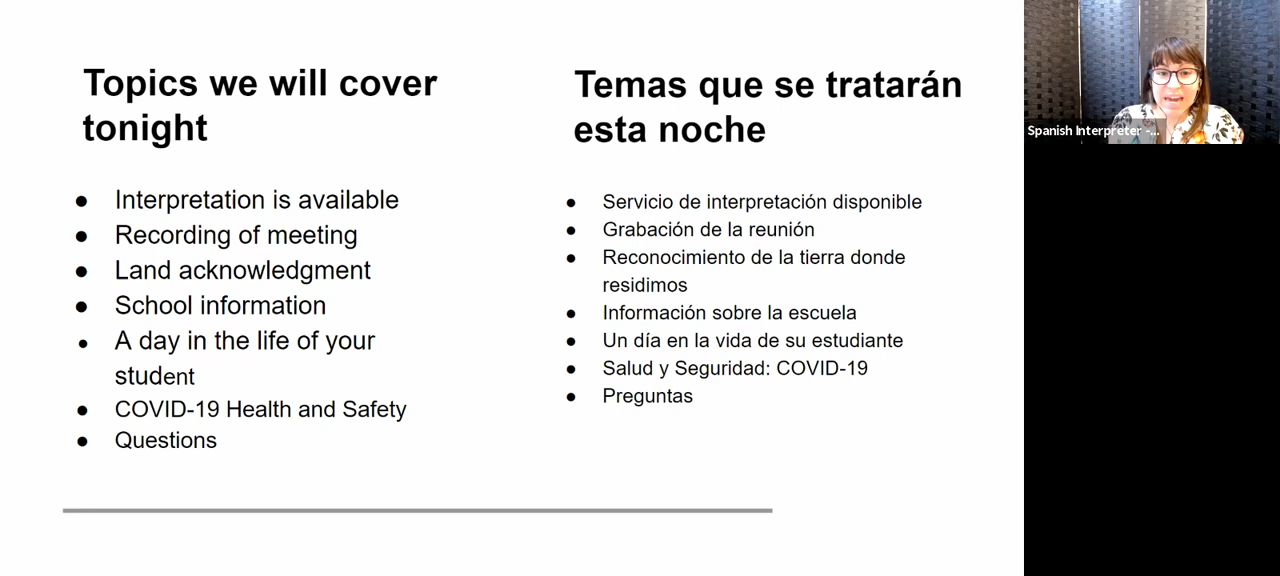 Topics we will cover
tonight
● Interpretation is available
● Recording of meeting
● Land acknowledgment
● School information
● A day in the life of your
student
● COVID-19 Health and Safety
● Questions
Temas que se tratarán
esta noche
● Servicio de interpretación disponible
● Grabación de la reunión
● Reconocimiento de la tierra donde
residimos
● Información sobre la escuela
● Un día en la vida de su estudiante
● Salud y Seguridad: COVID-19
● Preguntas
Spanish Interpreter -...